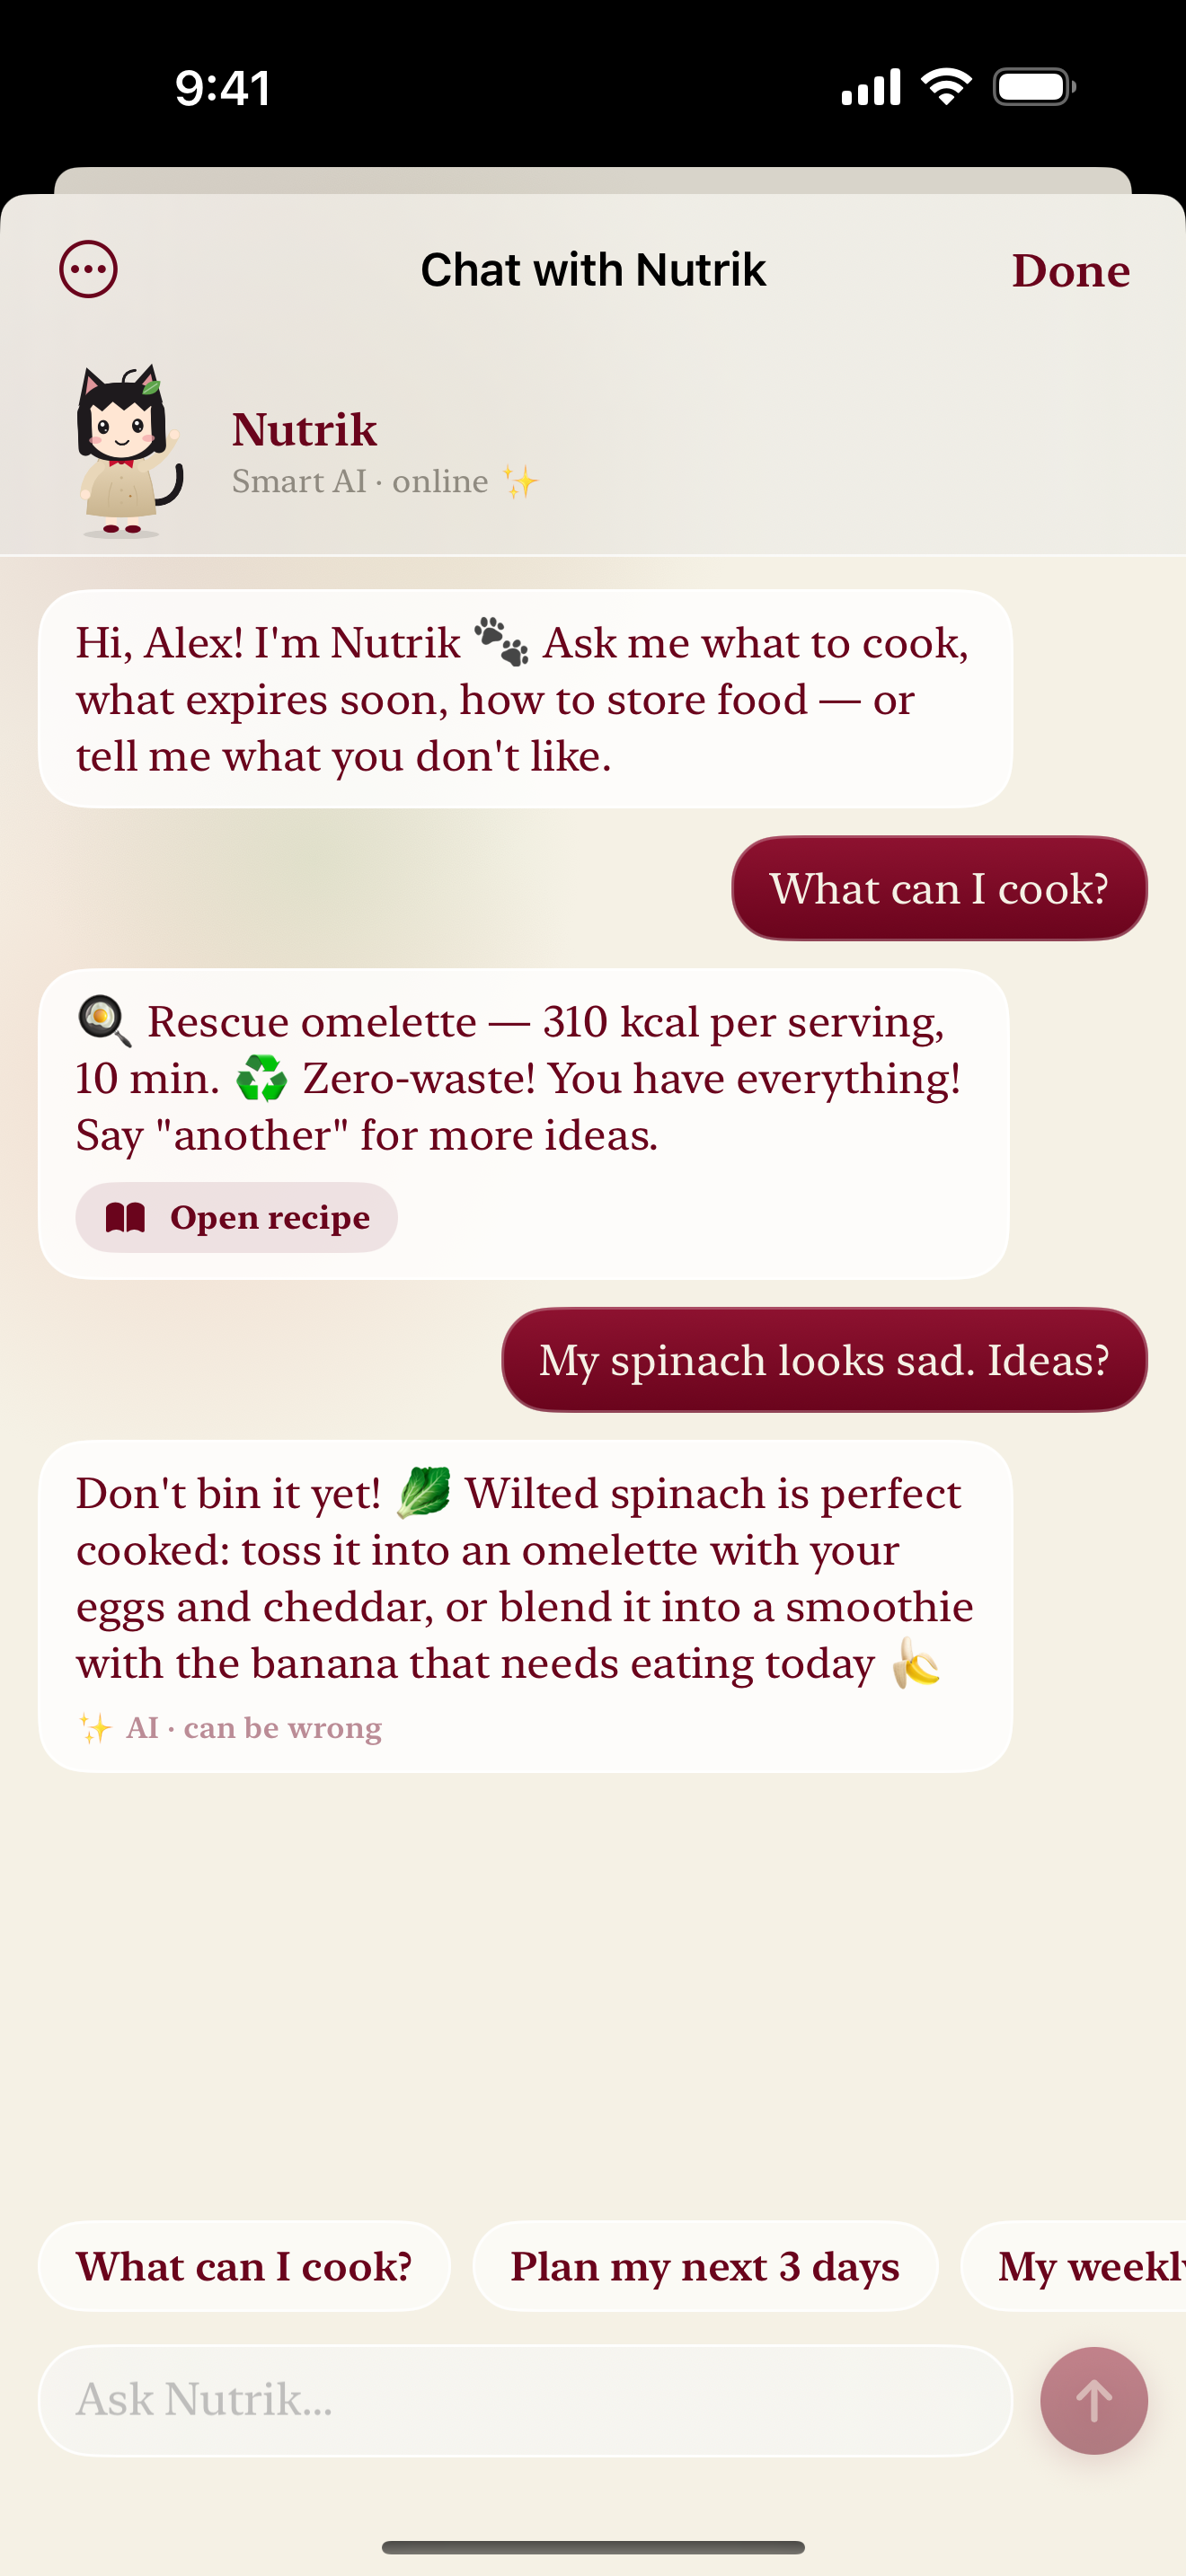 9:41
Chat with Nutrik
Done
Nutrik
Smart AI · online ✨
Hi, Alex! I'm Nutrik 🐾 Ask me what to cook,
what expires soon, how to store food — or
tell me what you don't like.
What can I cook?
🍳 Rescue omelette — 310 kcal per serving,
10 min. ♻️ Zero-waste! You have everything!
Say "another" for more ideas.
Open recipe
My spinach looks sad. Ideas?
Don't bin it yet! 🥬 Wilted spinach is perfect
cooked: toss it into an omelette with your
eggs and cheddar, or blend it into a smoothie
with the banana that needs eating today 🍌
✨ AI · can be wrong
What can I cook?
Plan my next 3 days
My weekly
Ask Nutrik...